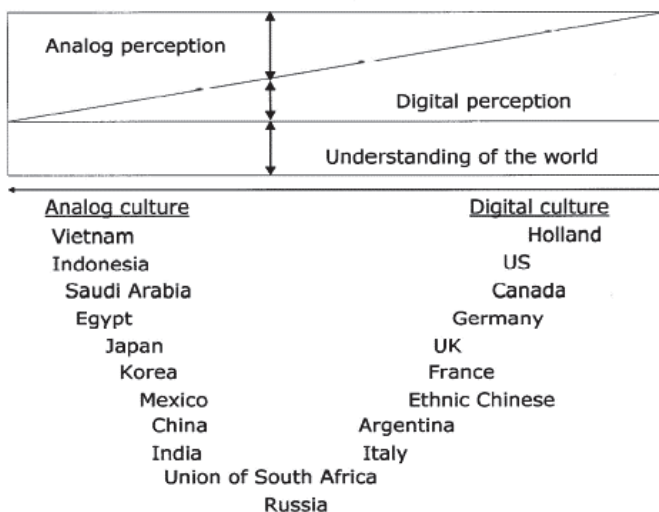 Analog perception
Digital perception
Understanding of the world
Analog culture Digital culture
Vietnam Holland
Indonesia US
Saudi Arabia Canada
Egypt Germany
Japan UK
Korea France
Mexico Ethnic Chinese
China Argentina
India Italy
Union of South Africa
Russia